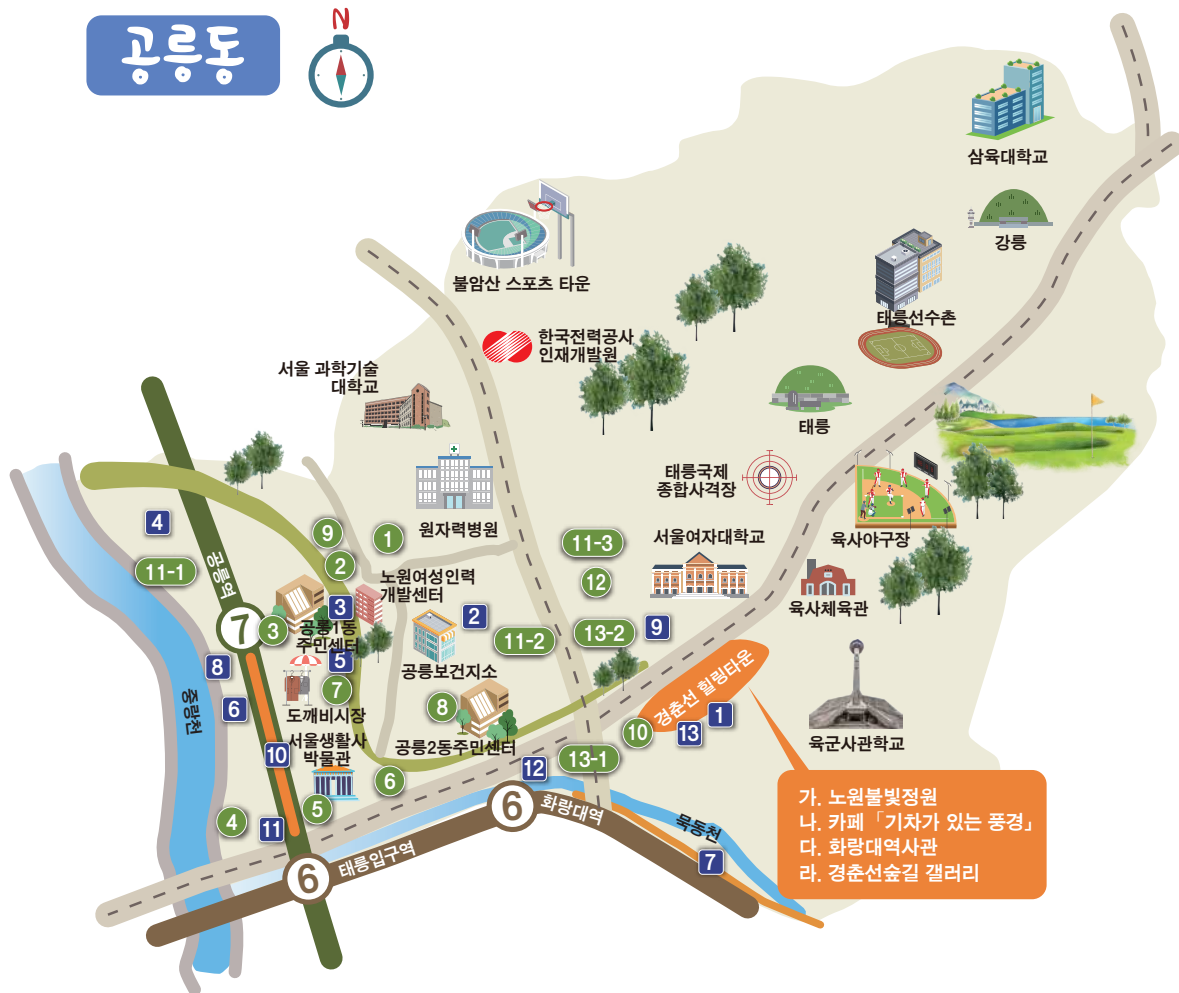 공릉동
N
삼육대학교
강릉
불암산 스포츠 타운
태릉선수촌
한국전력공사
인재개발원
서울 과학기술
대학교
태릉
태릉국제
종합사격장
원자력병원
육사야구장
서울여자대학교
육사체육관
4
9
1
11-3
11-1
공릉역
2
12
노원여성인력
개발센터
7
3
3
공릉1동
주민센터
2
11-2
13-2
9
8
5
공릉보건지소
중랑천
6
7
도깨비시장
8
공릉2동주민센터
경춘선 힐링타운
1
13
10
육군사관학교
10
서울생활사
박물관
6
12
13-1
4
11
5
6
화랑대역
묵동천
7
6
태릉입구역
가. 노원불빛정원
나. 카페「기차가 있는 풍경」
다. 화랑대역사관
라. 경춘선숲길 갤러리